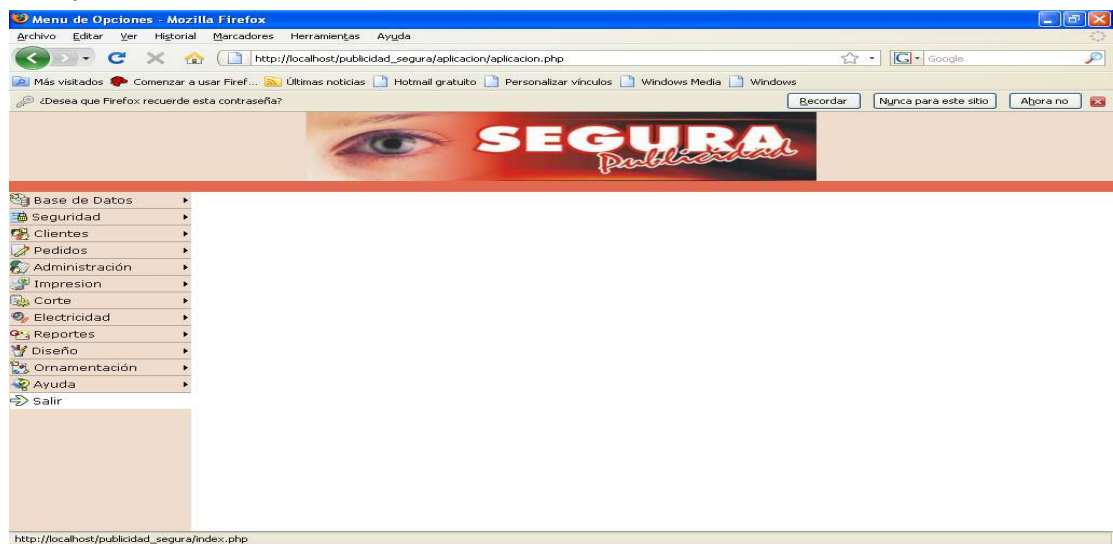 Menu de Opciones - Mozilla Firefox
Archivo Editar Ver Historial Marcadores Herramientas Ayuda
http://localhost/publicidad_segura/aplicacion/aplicacion.php G Google
Más visitados Comenzar a usar Firef... Últimas noticias Hotmail gratuito Personalizar vínculos Windows Media Windows
¿Desea que Firefox recuerde esta contraseña? Recordar Nunca para este sitio Ahora no
SEGURA
Publicidad
Base de Datos
Seguridad
Clientes
Pedidos
Administración
Impresion
Corte
Electricidad
Reportes
Diseño
Ornamentación
Ayuda
Salir
http://localhost/publicidad_segura/index.php